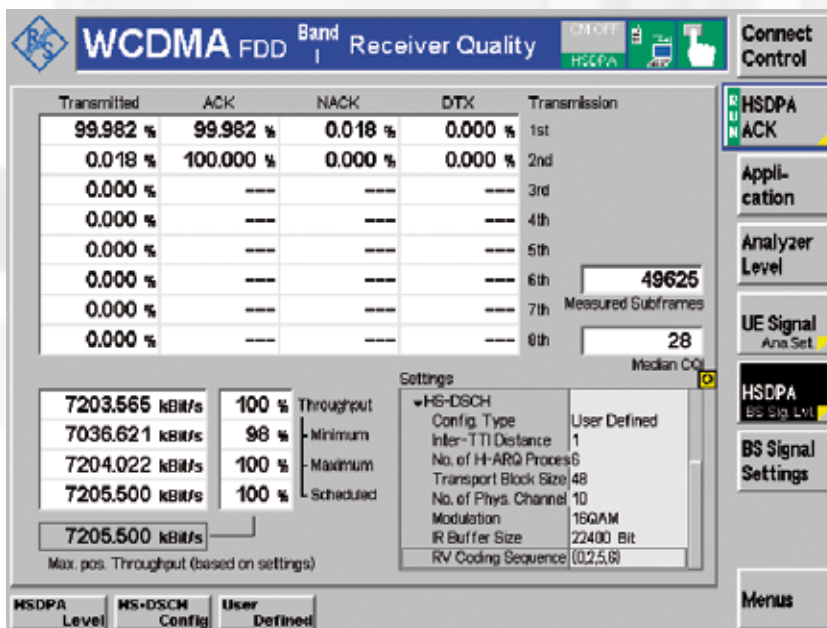 R&S
WCDMA FDD Band I Receiver Quality
CM OFF
HSDPA
Connect Control
Transmitted ACK NACK DTX Transmission
99.982 % 99.982 % 0.018 % 0.000 % 1st
0.018 % 100.000 % 0.000 % 0.000 % 2nd
0.000 % --- --- --- 3rd
0.000 % --- --- --- 4th
0.000 % --- --- --- 5th
0.000 % --- --- --- 6th
0.000 % --- --- --- 7th
0.000 % --- --- --- 8th
49625
Measured Subframes
28
Median CQI
7203.565 kBit/s 100 % Throughput
7036.621 kBit/s 98 % Minimum
7204.022 kBit/s 100 % Maximum
7205.500 kBit/s 100 % Scheduled
7205.500 kBit/s
Max. pos. Throughput (based on settings)
Settings
HS-DSCH
Config. Type User Defined
Inter-TTI Distance 1
No. of H-ARQ Proces 6
Transport Block Size 48
No. of Phys. Channel 10
Modulation 16QAM
IR Buffer Size 22400 Bit
RV Coding Sequence {0,2,5,6}
RUN
HSDPA ACK
Appli-
cation
Analyzer
Level
UE Signal
Ana.Set.
HSDPA
BS Sig. Lvl.
BS Signal
Settings
Menus
HSDPA Level
HS-DSCH Config
User Defined